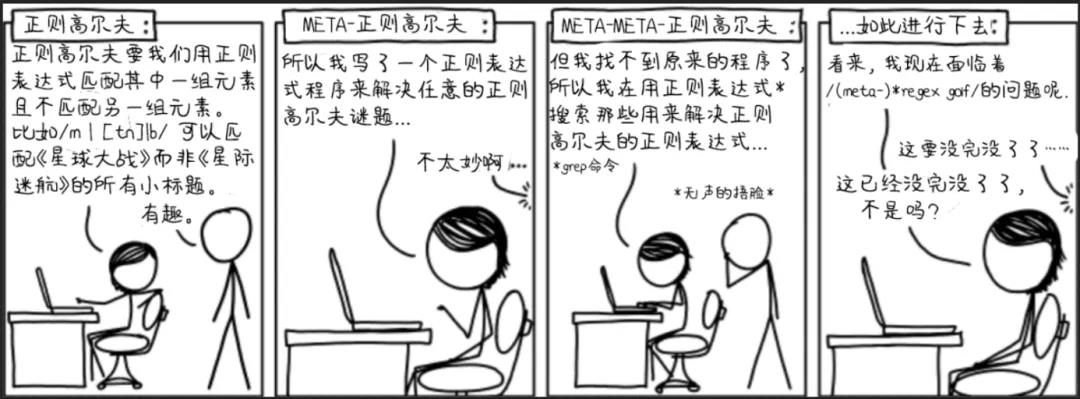 正则高尔夫:
正则高尔夫要我们用正则
表达式匹配其中一组元素
且不匹配另一组元素。
比如/m | [tn]|b/ 可以匹
配《星球大战》而非《星际
迷航》的所有小标题。
有趣。
META-正则高尔夫:
所以我写了一个正则表达
式程序来解决任意的正则
高尔夫谜题...
不太妙啊!...
META-META-正则高尔夫:
但我找不到原来的程序了,
所以我在用正则表达式*
搜索那些用来解决正则
高尔夫的正则表达式...
*grep命令
*无声的捂脸*
...如此进行下去:
看来,我现在面临着
/(meta-)*regex golf/的问题呢.
这要没完没了了……
这已经没完没了了,
不是吗?